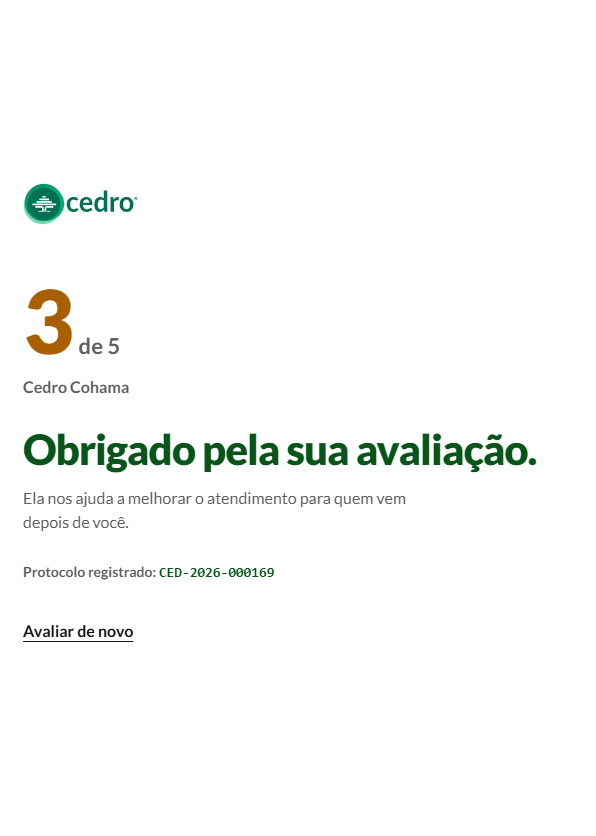 cedro
3 de 5
Cedro Cohama
Obrigado pela sua avaliação.
Ela nos ajuda a melhorar o atendimento para quem vem
depois de você.
Protocolo registrado: CED-2026-000169
Avaliar de novo